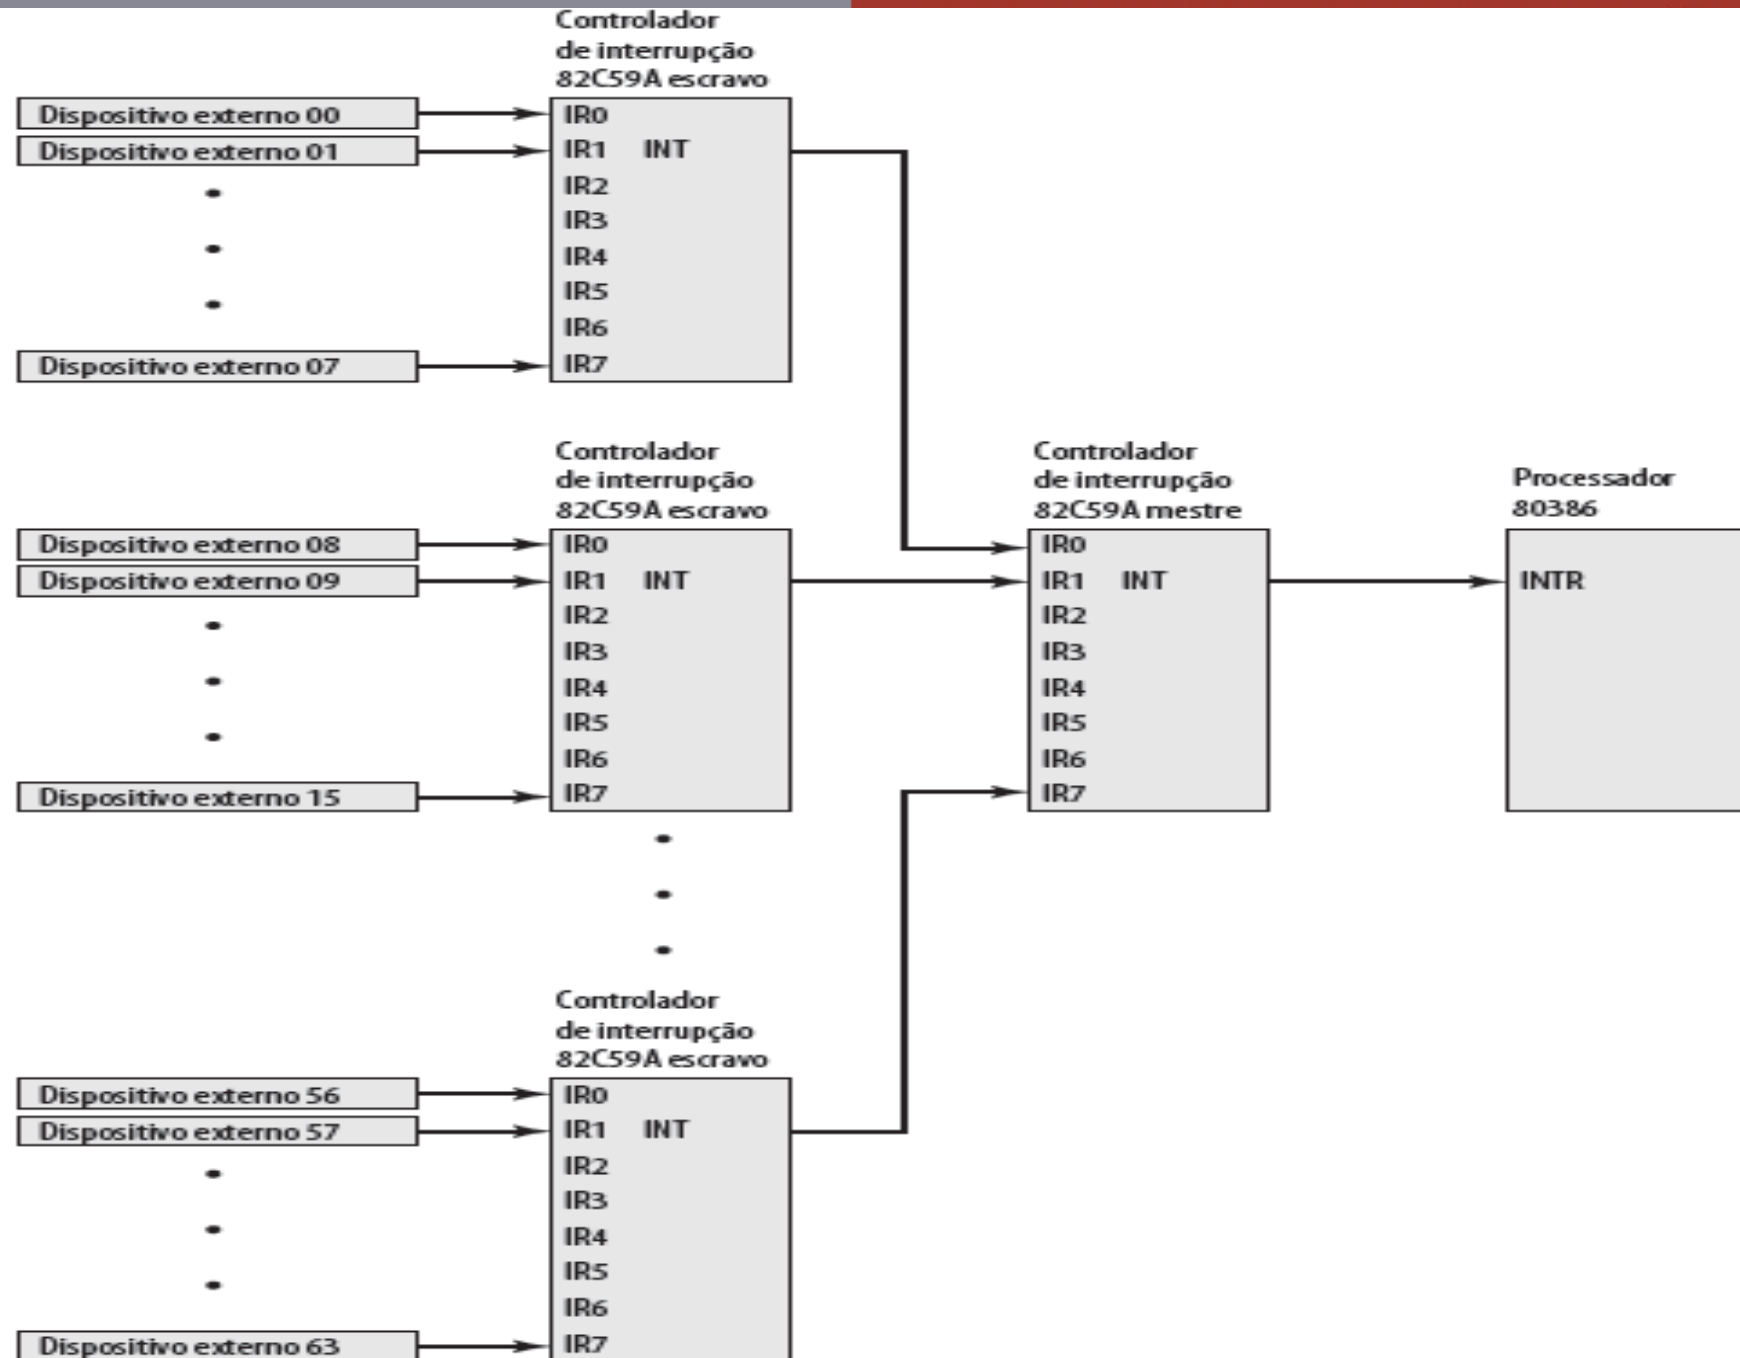 Controlador
de interrupção
82C59A escravo
Dispositivo externo 00
IR0
Dispositivo externo 01
IR1 INT
IR2
IR3
IR4
IR5
IR6
Dispositivo externo 07
IR7
Controlador
de interrupção
82C59A escravo
Dispositivo externo 08
IR0
Dispositivo externo 09
IR1 INT
IR2
IR3
IR4
IR5
IR6
Dispositivo externo 15
IR7
Controlador
de interrupção
82C59A mestre
IR0
IR1 INT
IR2
IR3
IR4
IR5
IR6
IR7
Processador
80386
INTR
Controlador
de interrupção
82C59A escravo
Dispositivo externo 56
IR0
Dispositivo externo 57
IR1 INT
IR2
IR3
IR4
IR5
IR6
Dispositivo externo 63
IR7